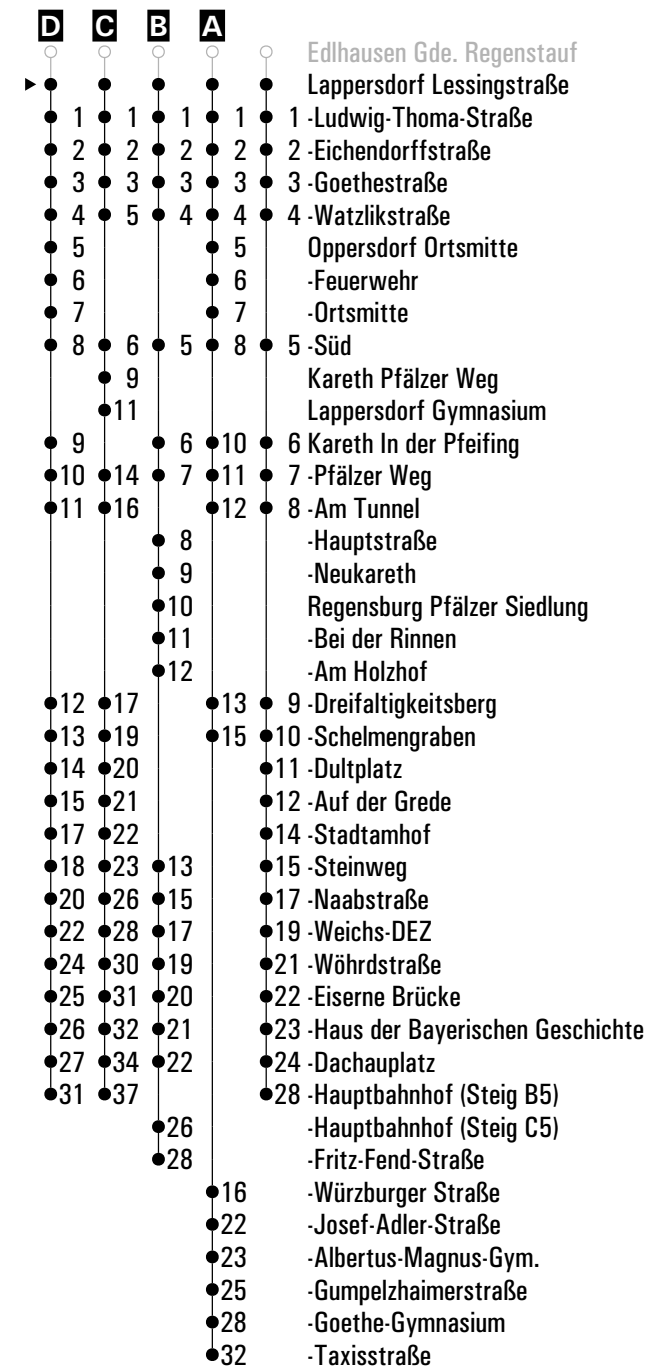 D C B A
Edlhausen Gde. Regenstauf
Lappersdorf Lessingstraße
1 1 1 1 1 -Ludwig-Thoma-Straße
2 2 2 2 2 -Eichendorffstraße
3 3 3 3 3 -Goethestraße
4 5 4 4 4 -Watzlikstraße
5 5 Oppersdorf Ortsmitte
6 6 -Feuerwehr
7 7 -Ortsmitte
8 6 5 8 5 -Süd
9 Kareth Pfälzer Weg
11 Lappersdorf Gymnasium
9 6 10 6 Kareth In der Pfeifing
10 14 7 11 7 -Pfälzer Weg
11 16 12 8 -Am Tunnel
8 -Hauptstraße
9 -Neukareth
10 Regensburg Pfälzer Siedlung
11 -Bei der Rinnen
12 -Am Holzhof
12 17 13 9 -Dreifaltigkeitsberg
13 19 15 10 -Schelmengraben
14 20 11 -Dultplatz
15 21 12 -Auf der Grede
17 22 14 -Stadtamhof
18 23 13 15 -Steinweg
20 26 15 17 -Naabstraße
22 28 17 19 -Weichs-DEZ
24 30 19 21 -Wöhrdstraße
25 31 20 22 -Eiserne Brücke
26 32 21 23 -Haus der Bayerischen Geschichte
27 34 22 24 -Dachauplatz
31 37 28 -Hauptbahnhof (Steig B5)
26 -Hauptbahnhof (Steig C5)
28 -Fritz-Fend-Straße
16 -Würzburger Straße
22 -Josef-Adler-Straße
23 -Albertus-Magnus-Gym.
25 -Gumpelzhaimerstraße
28 -Goethe-Gymnasium
32 -Taxisstraße